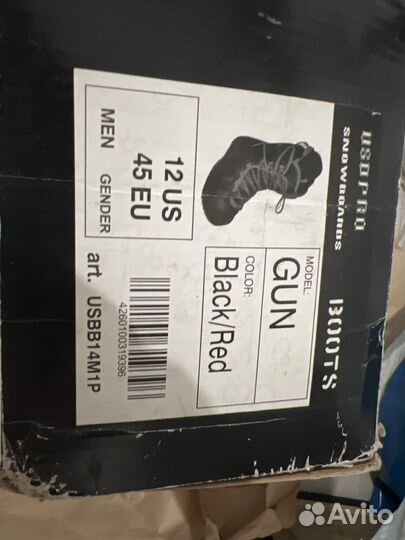 USD PRO
SNOWBOARDS
BOOTS
MODEL:
GUN
COLOR:
Black/Red
12 US
45 EU
MEN GENDER
4260100319396
art. USBB14M1P
Avito